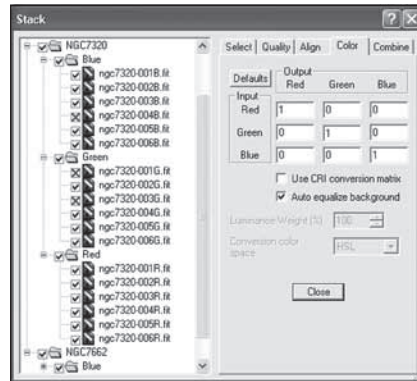 Stack
NGC7320
Blue
ngc7320-001B.fit
ngc7320-002B.fit
ngc7320-003B.fit
ngc7320-004B.fit
ngc7320-005B.fit
ngc7320-006B.fit
Green
ngc7320-001G.fit
ngc7320-002G.fit
ngc7320-003G.fit
ngc7320-004G.fit
ngc7320-005G.fit
ngc7320-006G.fit
Red
ngc7320-001R.fit
ngc7320-002R.fit
ngc7320-003R.fit
ngc7320-004R.fit
ngc7320-005R.fit
ngc7320-006R.fit
NGC7662
Blue
Select Quality Align Color Combine
Defaults
Output
Red Green Blue
Input
Red 1 0 0
Green 0 1 0
Blue 0 0 1
Use CRI conversion matrix
Auto equalize background
Luminance Weight (%) 100
Conversion color
space HSL
Close